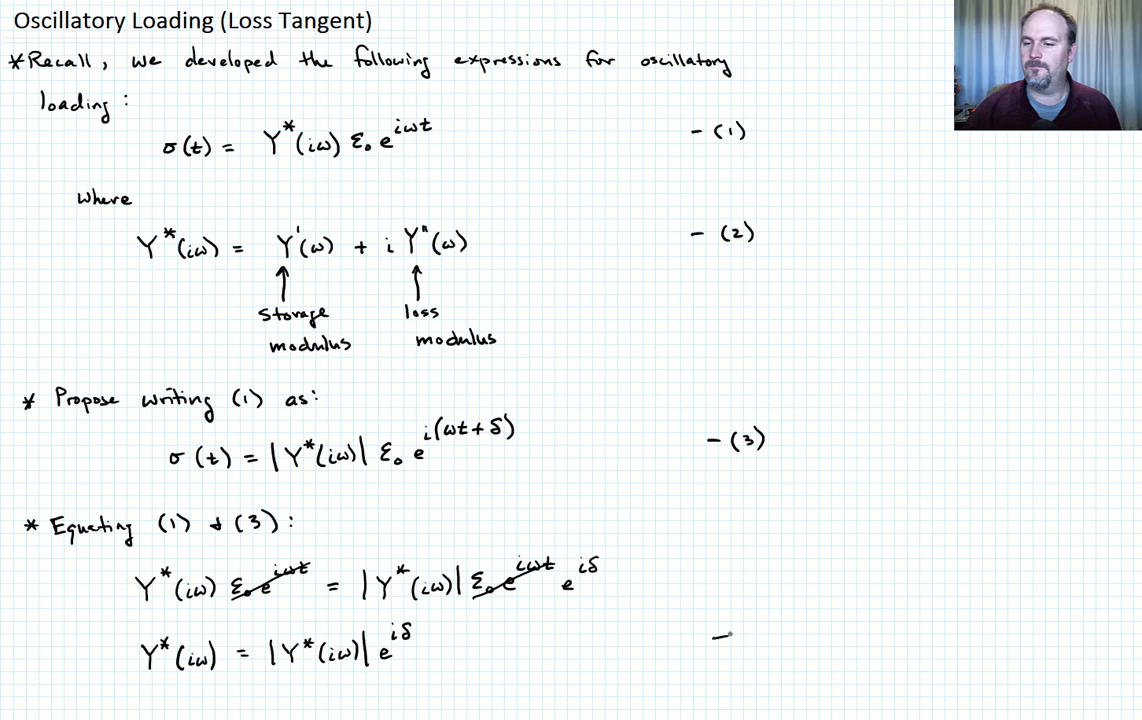 Oscillatory Loading (Loss Tangent)
* Recall, we developed the following expressions for oscillatory
loading:
σ(t) = Y*(iω) ε₀ e^{iωt} - (1)
where
Y*(iω) = Y'(ω) + i Y"(ω) - (2)
storage loss
modulus modulus
* Propose writing (1) as:
σ(t) = |Y*(iω)| ε₀ e^{i(ωt + δ)} - (3)
* Equating (1) & (3):
Y*(iω) ε₀ e^{iωt} = |Y*(iω)| ε₀ e^{iωt} e^{iδ}
Y*(iω) = |Y*(iω)| e^{iδ} -